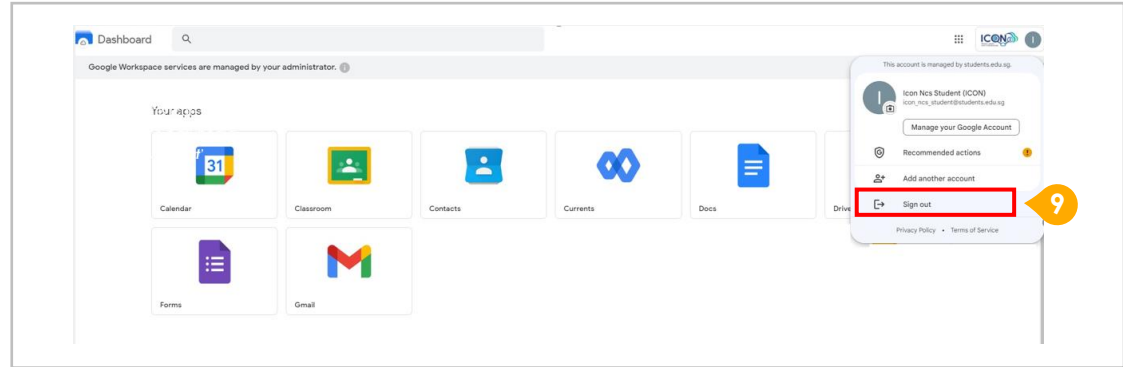 Dashboard
ICON
I
Google Workspace services are managed by your administrator.
This account is managed by students.edu.sg.
I
Icon Ncs Student (ICON)
icon_ncs_student@students.edu.sg
Manage your Google Account
Recommended actions
Add another account
Sign out
9
Privacy Policy • Terms of Service
Your apps
31
Calendar
Classroom
Contacts
Currents
Docs
Drive
Forms
Gmail